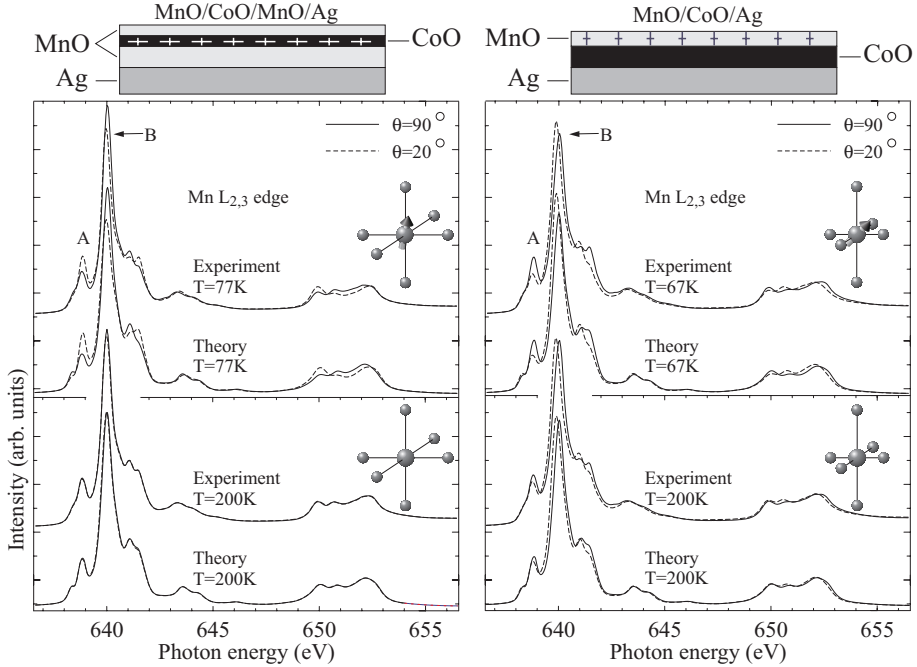 MnO/CoO/MnO/Ag
MnO
CoO
Ag
θ=90°
θ=20°
B
Mn L2,3 edge
A
Experiment
T=77K
Theory
T=77K
Experiment
T=200K
Theory
T=200K
Intensity (arb. units)
640 645 650 655
Photon energy (eV)
MnO/CoO/Ag
MnO
CoO
Ag
θ=90°
θ=20°
B
Mn L2,3 edge
A
Experiment
T=67K
Theory
T=67K
Experiment
T=200K
Theory
T=200K
640 645 650 655
Photon energy (eV)